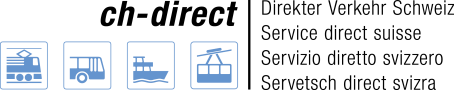 ch-direct
Direkter Verkehr Schweiz
Service direct suisse
Servizio diretto svizzero
Servetsch direct svizra